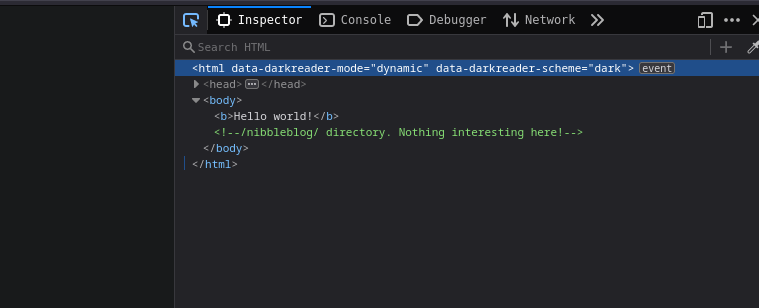 Inspector Console Debugger Network
Search HTML
<html data-darkreader-mode="dynamic" data-darkreader-scheme="dark"> event
<head> ··· </head>
<body>
<b>Hello world!</b>
<!--/nibbleblog/ directory. Nothing interesting here!-->
</body>
</html>